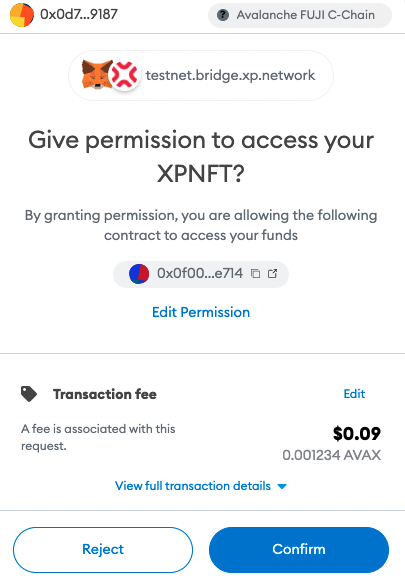 0x0d7...9187
Avalanche FUJI C-Chain
testnet.bridge.xp.network
Give permission to access your
XPNFT?
By granting permission, you are allowing the following
contract to access your funds
0x0f00...e714
Edit Permission
Transaction fee
Edit
A fee is associated with this
request.
$0.09
0.001234 AVAX
View full transaction details
Reject
Confirm